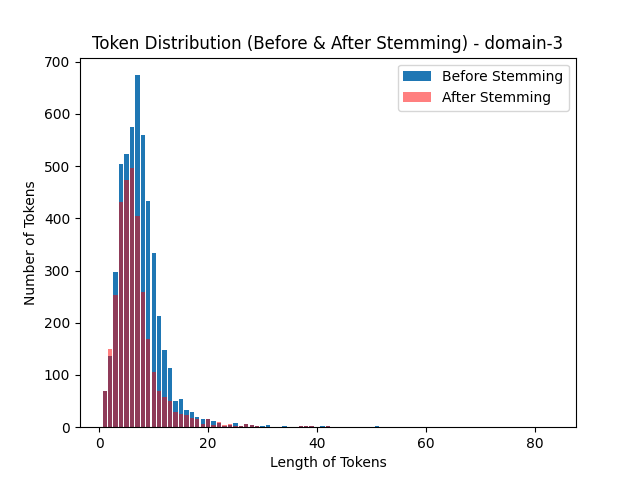 Token Distribution (Before & After Stemming) - domain-3
Before Stemming
After Stemming
Number of Tokens
700
600
500
400
300
200
100
0
0 20 40 60 80
Length of Tokens